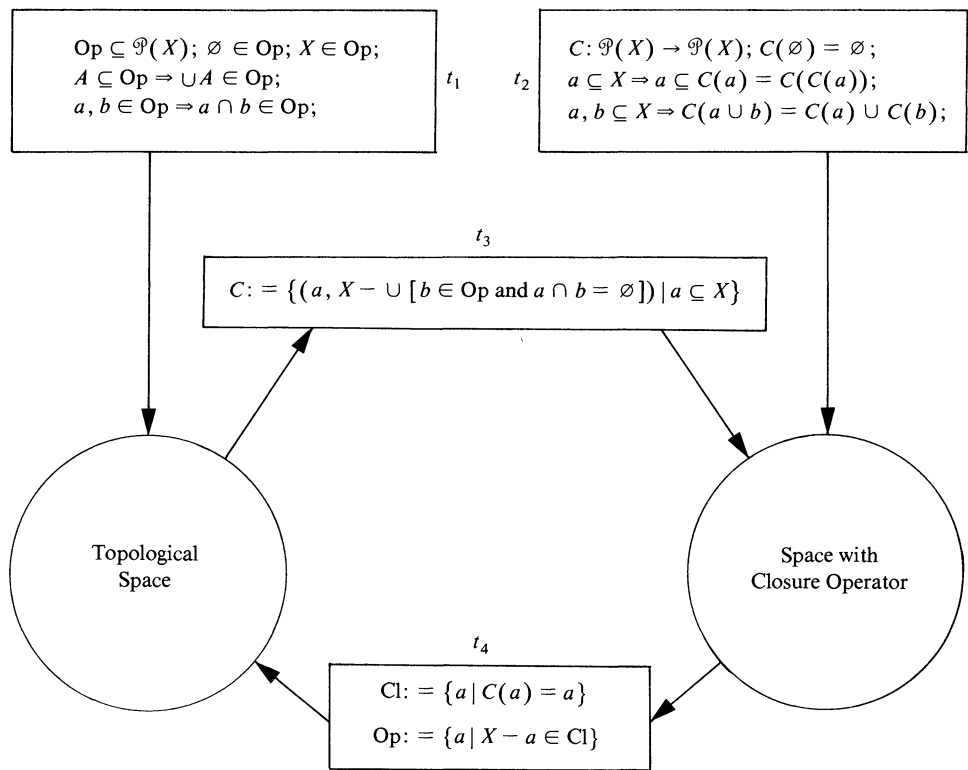 Op ⊆ 𝒫(X); ∅ ∈ Op; X ∈ Op;
A ⊆ Op ⇒ ∪A ∈ Op;
a, b ∈ Op ⇒ a ∩ b ∈ Op;
t₁
t₂
C: 𝒫(X) → 𝒫(X); C(∅) = ∅;
a ⊆ X ⇒ a ⊆ C(a) = C(C(a));
a, b ⊆ X ⇒ C(a ∪ b) = C(a) ∪ C(b);
t₃
C: = {(a, X − ∪ [b ∈ Op and a ∩ b = ∅]) | a ⊆ X}
Topological
Space
Space with
Closure Operator
t₄
Cl: = {a | C(a) = a}
Op: = {a | X − a ∈ Cl}